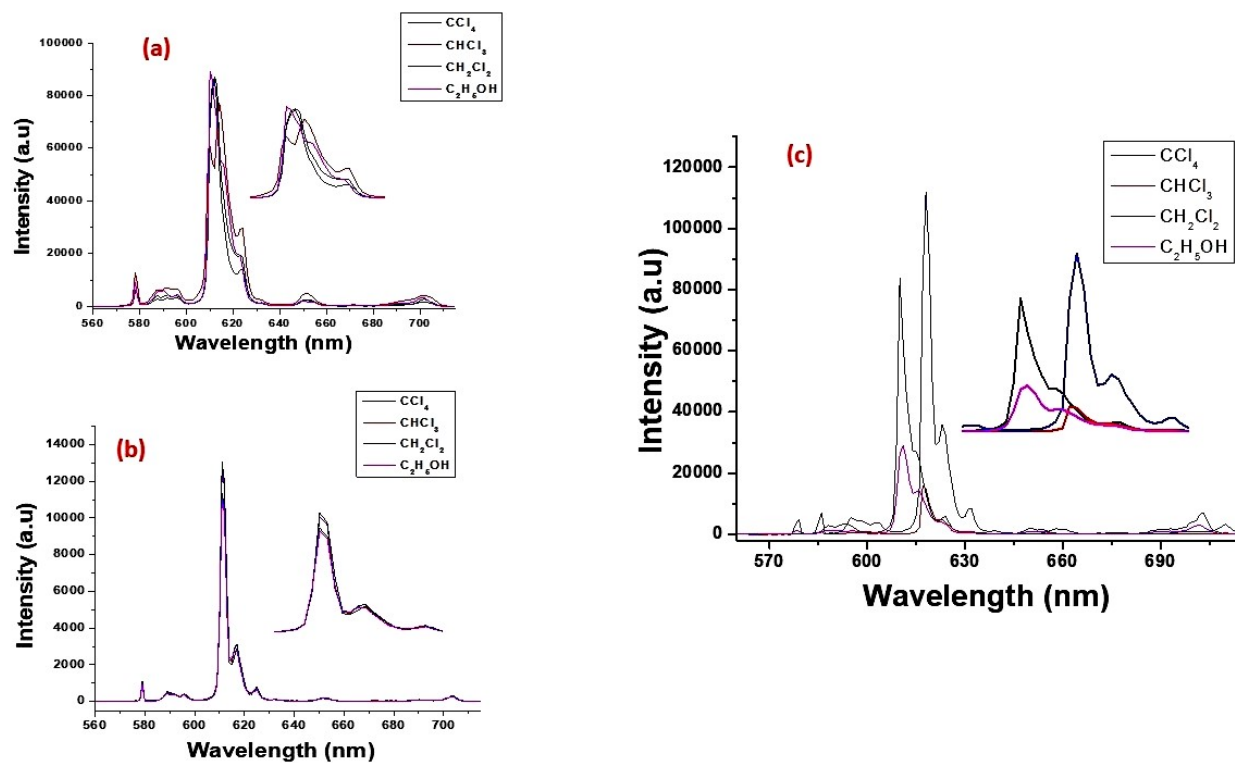 (a)
CCl₄
CHCl₃
CH₂Cl₂
C₂H₅OH
100000
80000
60000
40000
20000
0
Intensity (a.u)
560 580 600 620 640 660 680 700
Wavelength (nm)
(b)
CCl₄
CHCl₃
CH₂Cl₂
C₂H₅OH
14000
12000
10000
8000
6000
4000
2000
0
Intensity (a.u)
560 580 600 620 640 660 680 700
Wavelength (nm)
(c)
CCl₄
CHCl₃
CH₂Cl₂
C₂H₅OH
120000
100000
80000
60000
40000
20000
0
Intensity (a.u)
570 600 630 660 690
Wavelength (nm)